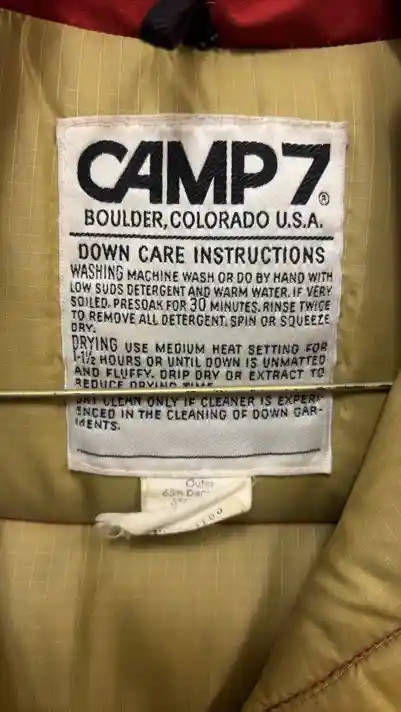 CAMP 7®
BOULDER, COLORADO U.S.A.
DOWN CARE INSTRUCTIONS
WASHING MACHINE WASH OR DO BY HAND WITH
LOW SUDS DETERGENT AND WARM WATER. IF VERY
SOILED, PRESOAK FOR 30 MINUTES. RINSE TWICE
TO REMOVE ALL DETERGENT. SPIN OR SQUEEZE
DRY.
DRYING USE MEDIUM HEAT SETTING FOR
1-1½ HOURS OR UNTIL DOWN IS UNMATTED
AND FLUFFY. DRIP DRY OR EXTRACT TO
REDUCE DRYING TIME.
DRY CLEAN ONLY IF CLEANER IS EXPERI-
ENCED IN THE CLEANING OF DOWN GAR-
MENTS.
Outer
65%